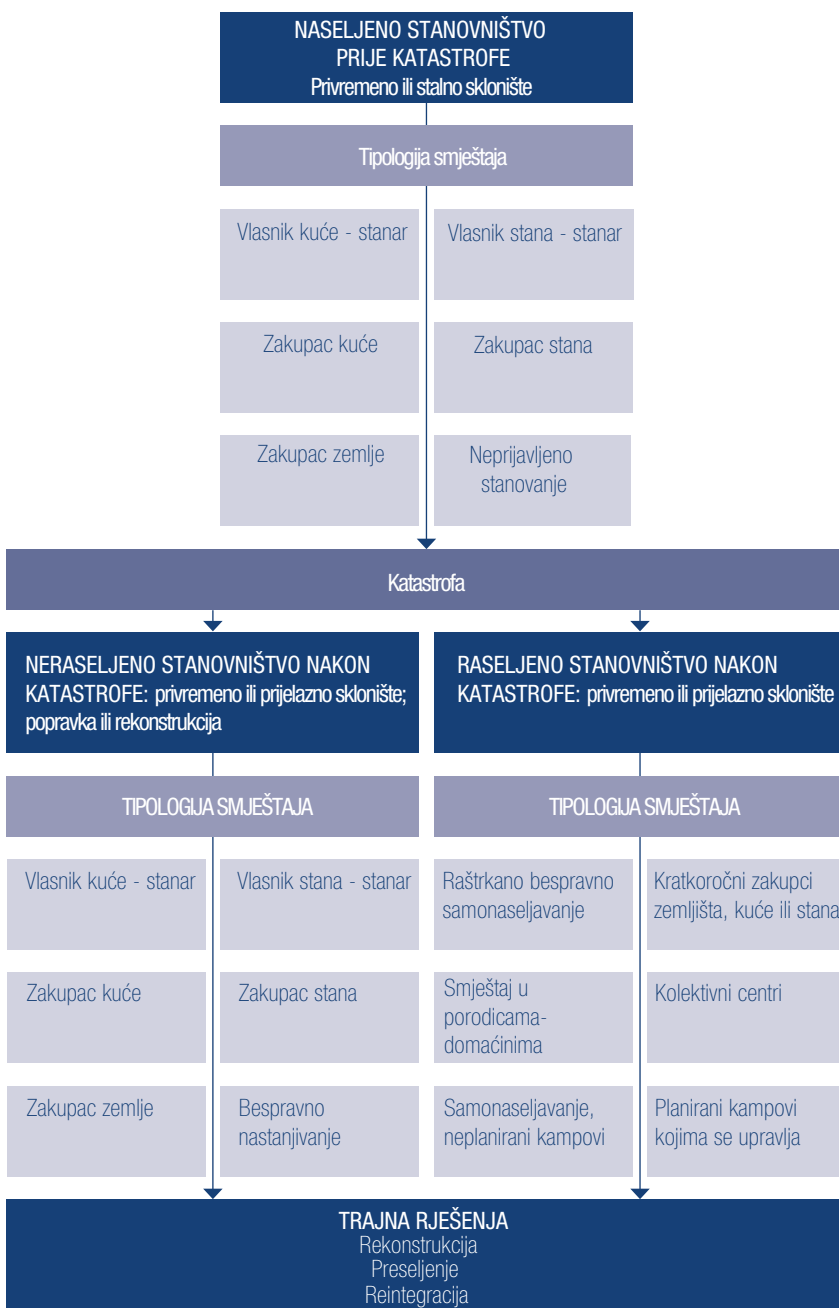 NASELJENO STANOVNIŠTVO
PRIJE KATASTROFE
Privremeno ili stalno sklonište
Tipologija smještaja
Vlasnik kuće - stanar
Vlasnik stana - stanar
Zakupac kuće
Zakupac stana
Zakupac zemlje
Neprijavljeno
stanovanje
Katastrofa
NERASELJENO STANOVNIŠTVO NAKON
KATASTROFE: privremeno ili prijelazno sklonište;
popravka ili rekonstrukcija
RASELJENO STANOVNIŠTVO NAKON
KATASTROFE: privremeno ili prijelazno sklonište
TIPOLOGIJA SMJEŠTAJA
Vlasnik kuće - stanar
Vlasnik stana - stanar
Zakupac kuće
Zakupac stana
Zakupac zemlje
Bespravno
nastanjivanje
TIPOLOGIJA SMJEŠTAJA
Raštrkano bespravno
samonaseljavanje
Kratkoročni zakupci
zemljišta, kuće ili stana
Smještaj u
porodicama-
domaćinima
Kolektivni centri
Samonaseljavanje,
neplanirani kampovi
Planirani kampovi
kojima se upravlja
TRAJNA RJEŠENJA
Rekonstrukcija
Preseljenje
Reintegracija